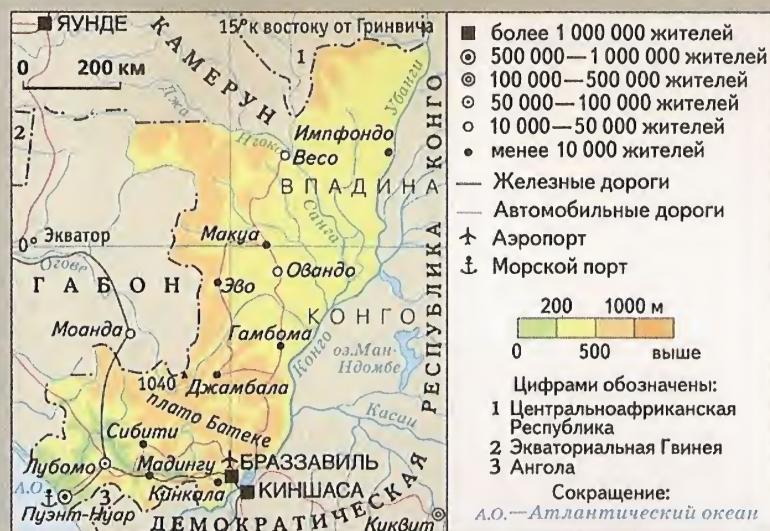 ЯУНДЕ
15° к востоку от Гринвича
0 200 км
КАМЕРУН
1
Джа
Нгоко
Убанги
Импфондо
Весо
2
ВПАДИНА
Санга
0° Экватор
Макуа
Огове
Овандо
ГАБОН
Эво
КОНГО
Моанда
Гамбома
Конго
оз.Ман-
Ндомбе
1040
Джамбала
плато Батеке
Касаи
Сибити
Лубомо
Мадингу
БРАЗЗАВИЛЬ
А.О.
3
Кинкала
КИНШАСА
Пуэнт-Нуар
Киквит
ДЕМОКРАТИЧЕСКАЯ
РЕСПУБЛИКА КОНГО
более 1 000 000 жителей
500 000—1 000 000 жителей
100 000—500 000 жителей
50 000—100 000 жителей
10 000—50 000 жителей
менее 10 000 жителей
Железные дороги
Автомобильные дороги
Аэропорт
Морской порт
200 1000 м
0 500 выше
Цифрами обозначены:
1 Центральноафриканская
Республика
2 Экваториальная Гвинея
3 Ангола
Сокращение:
А.О.—Атлантический океан